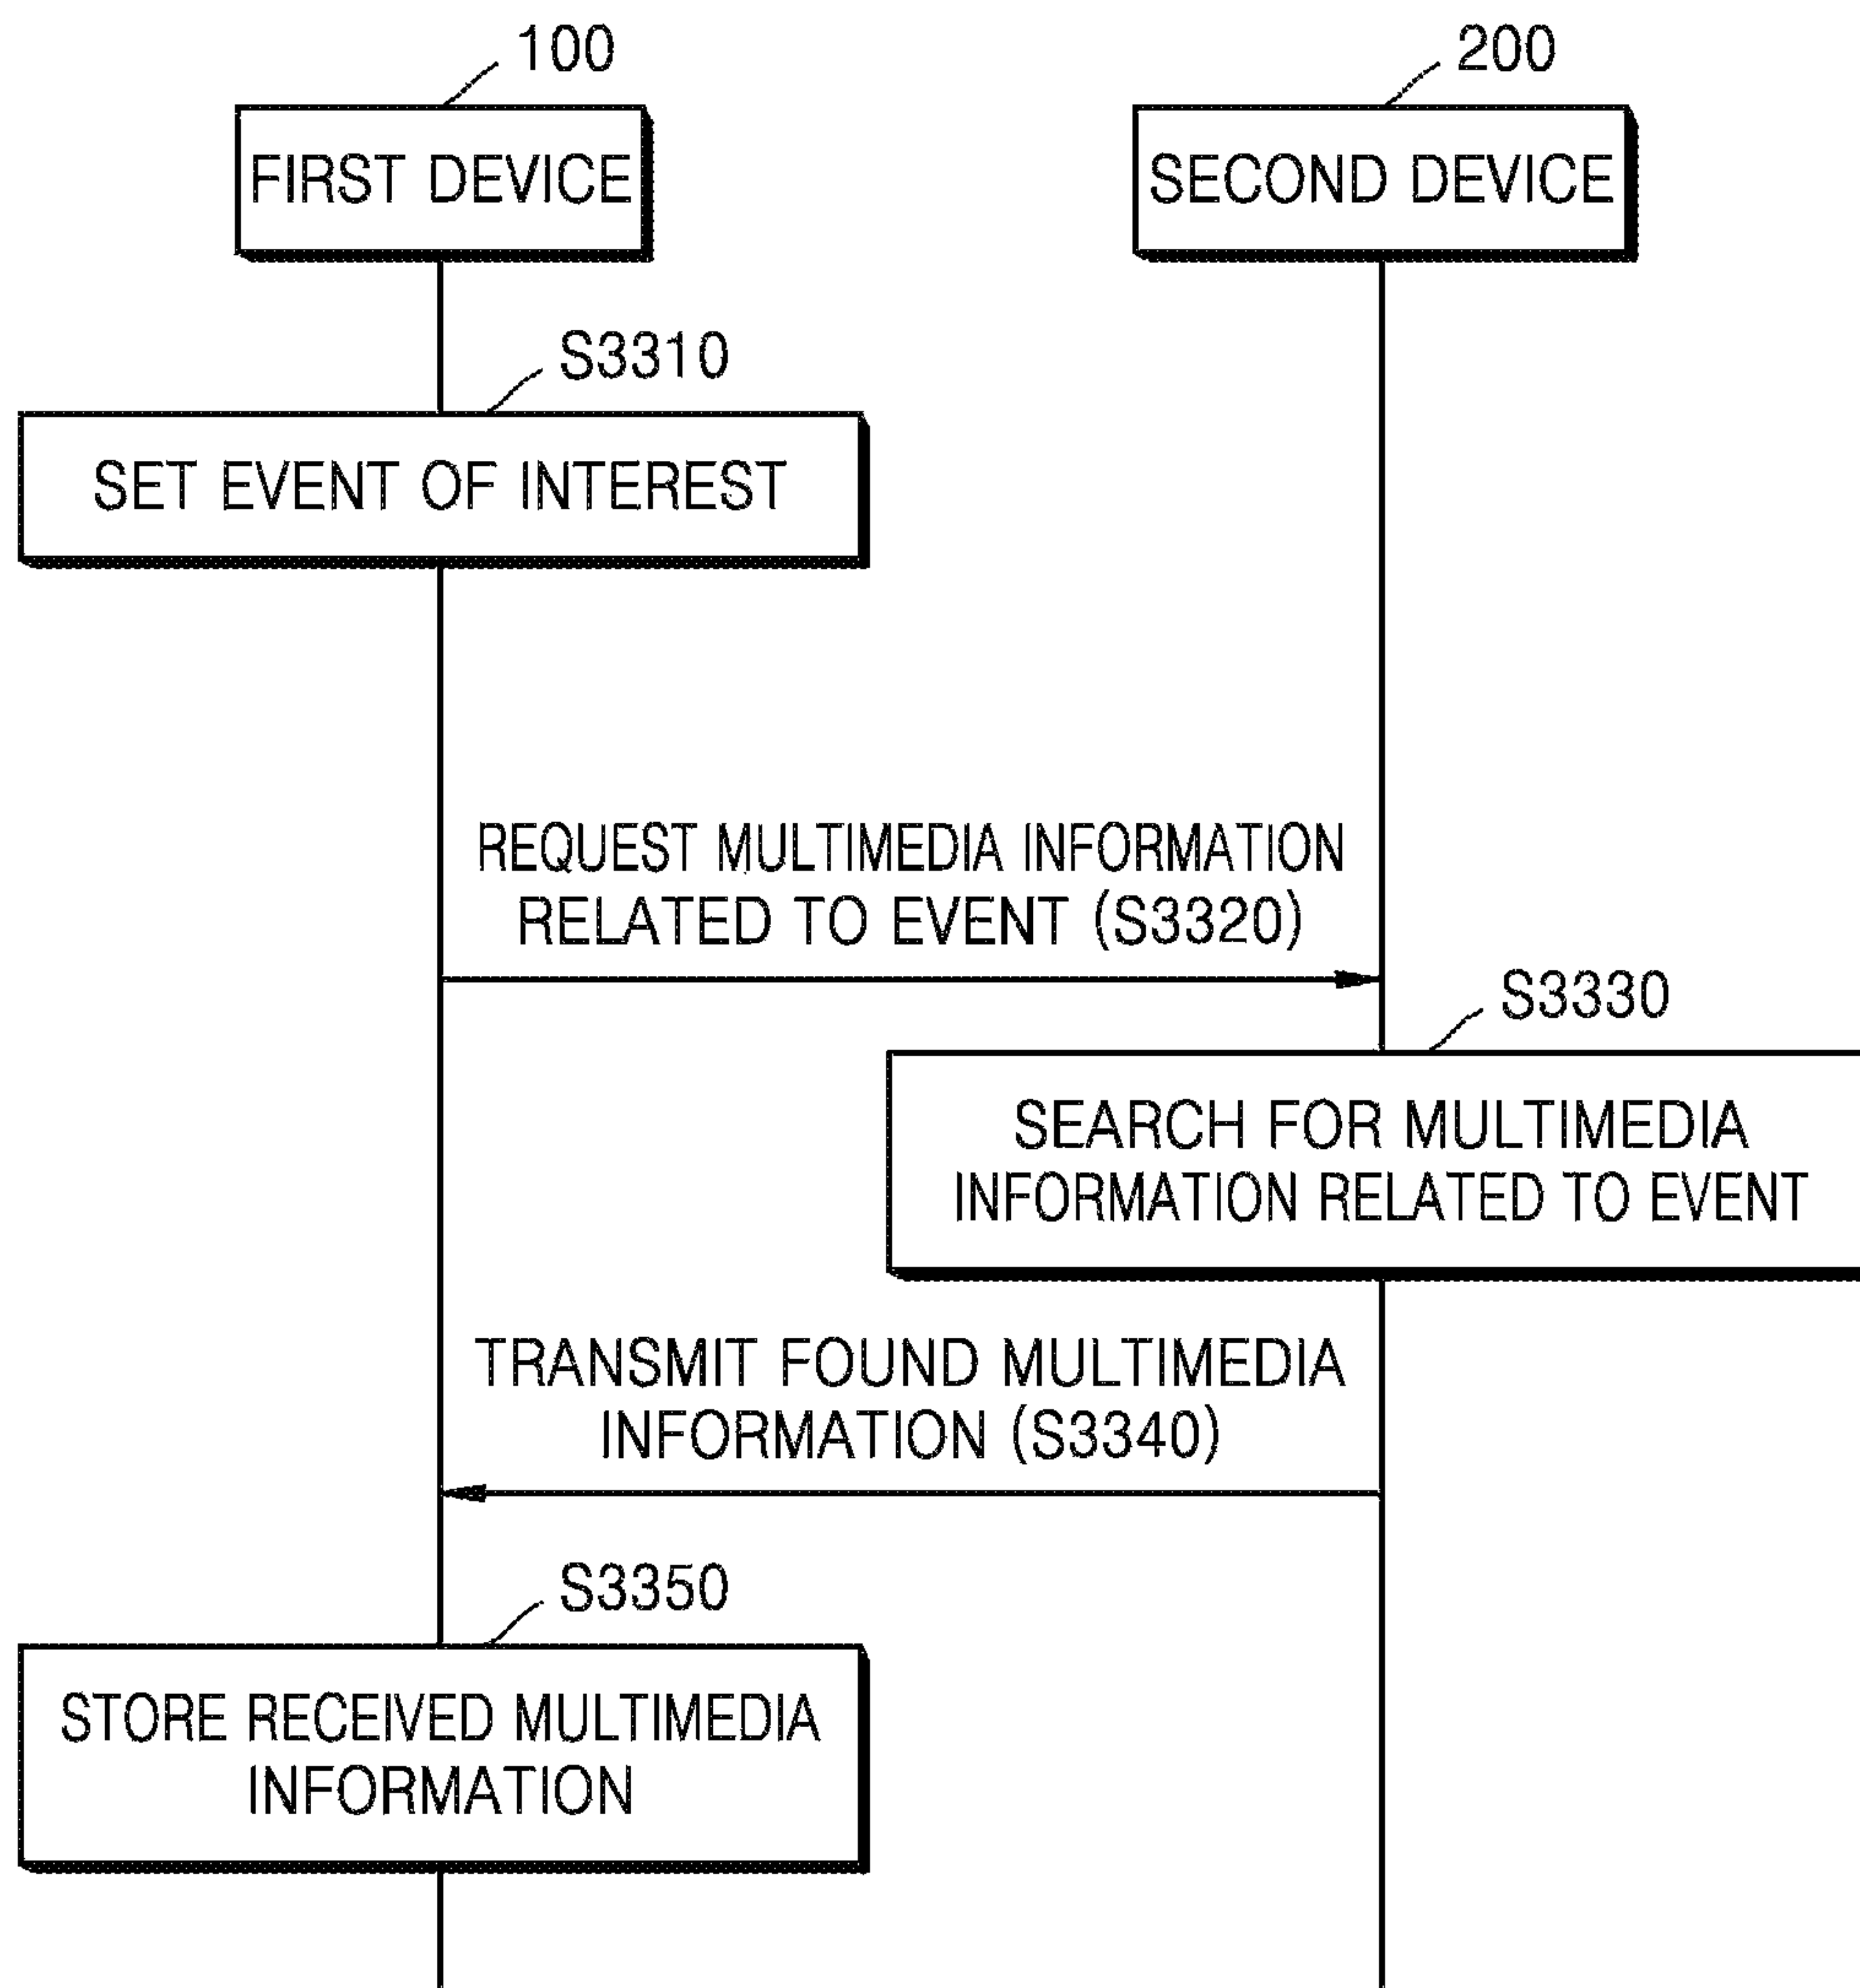 100
200
FIRST DEVICE
SECOND DEVICE
S3310
SET EVENT OF INTEREST
REQUEST MULTIMEDIA INFORMATION
RELATED TO EVENT (S3320)
S3330
SEARCH FOR MULTIMEDIA
INFORMATION RELATED TO EVENT
TRANSMIT FOUND MULTIMEDIA
INFORMATION (S3340)
S3350
STORE RECEIVED MULTIMEDIA
INFORMATION